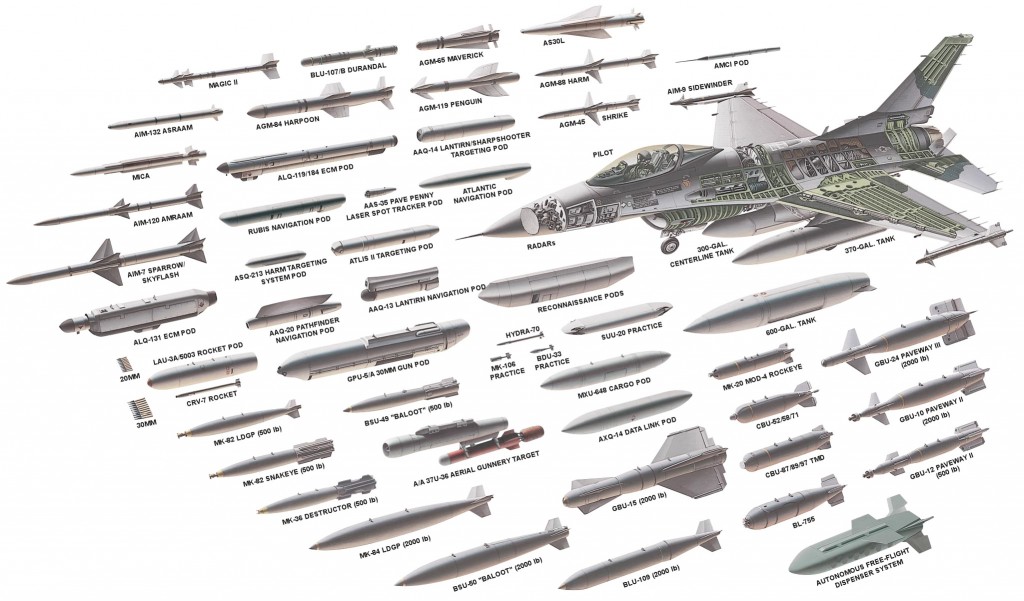 AS30L
AGM-65 MAVERICK
BLU-107/B DURANDAL
MAGIC II
AMCI POD
AGM-88 HARM
AIM-9 SIDEWINDER
AGM-119 PENGUIN
AGM-84 HARPOON
AIM-132 ASRAAM
AGM-45 SHRIKE
AAQ-14 LANTIRN/SHARPSHOOTER
TARGETING POD
PILOT
ALQ-119/184 ECM POD
MICA
AAS-35 PAVE PENNY
LASER SPOT TRACKER POD
ATLANTIC
NAVIGATION POD
RUBIS NAVIGATION POD
AIM-120 AMRAAM
RADARs
300-GAL.
CENTERLINE TANK
370-GAL. TANK
ATLIS II TARGETING POD
ASQ-213 HARM TARGETING
SYSTEM POD
AIM-7 SPARROW/
SKYFLASH
AAQ-13 LANTIRN NAVIGATION POD
RECONNAISSANCE PODS
600-GAL. TANK
ALQ-131 ECM POD
AAQ-20 PATHFINDER
NAVIGATION POD
HYDRA-70
SUU-20 PRACTICE
LAU-3A/5003 ROCKET POD
GPU-5/A 30MM GUN POD
MK-106
PRACTICE
BDU-33
PRACTICE
GBU-24 PAVEWAY III
(2000 lb)
20MM
CRV-7 ROCKET
MXU-648 CARGO POD
MK-20 MOD-4 ROCKEYE
30MM
BSU-49 "BALOOT" (500 lb)
CBU-52/58/71
GBU-10 PAVEWAY II
(2000 lb)
MK-82 LDGP (500 lb)
AXQ-14 DATA LINK POD
MK-82 SNAKEYE (500 lb)
A/A 37U-36 AERIAL GUNNERY TARGET
CBU-87/89/97 TMD
GBU-12 PAVEWAY II
(500 lb)
MK-36 DESTRUCTOR (500 lb)
GBU-15 (2000 lb)
BL-755
MK-84 LDGP (2000 lb)
BSU-50 "BALOOT" (2000 lb)
BLU-109 (2000 lb)
AUTONOMOUS FREE-FLIGHT
DISPENSER SYSTEM